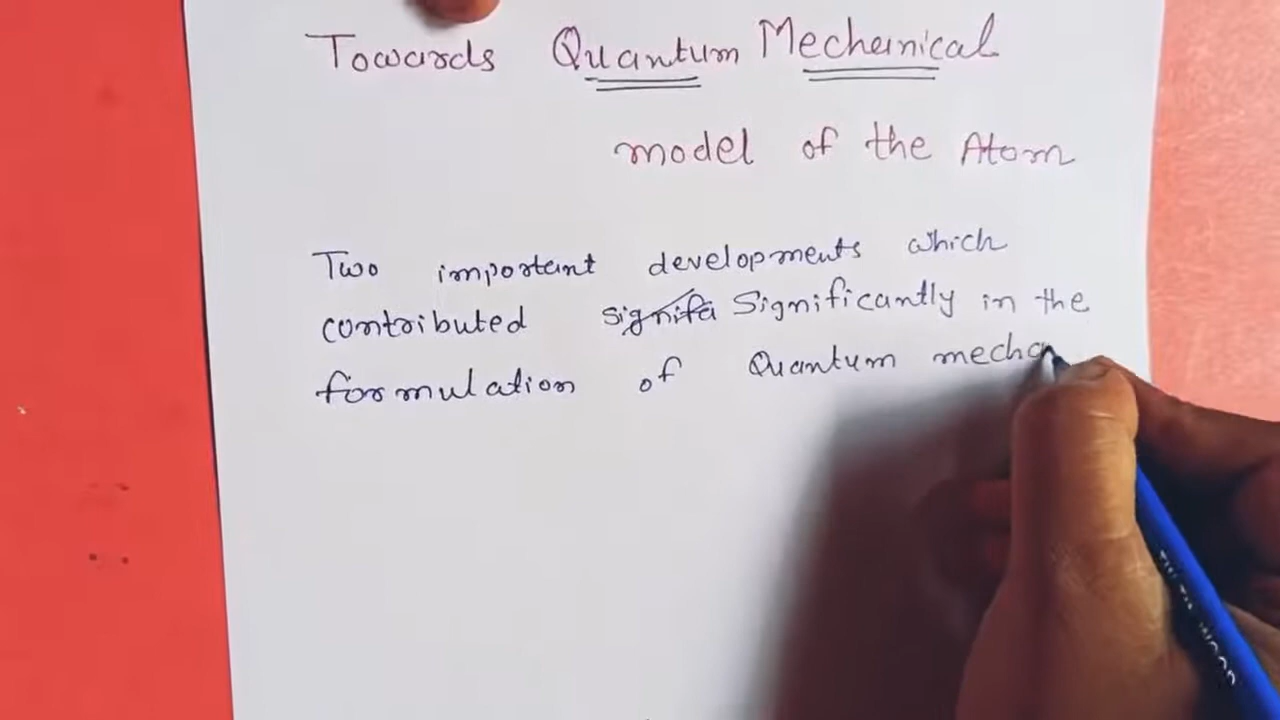 Towards Quantum Mechanical
model of the Atom
Two important developments which
contributed signifa Significantly in the
formulation of Quantum mecha